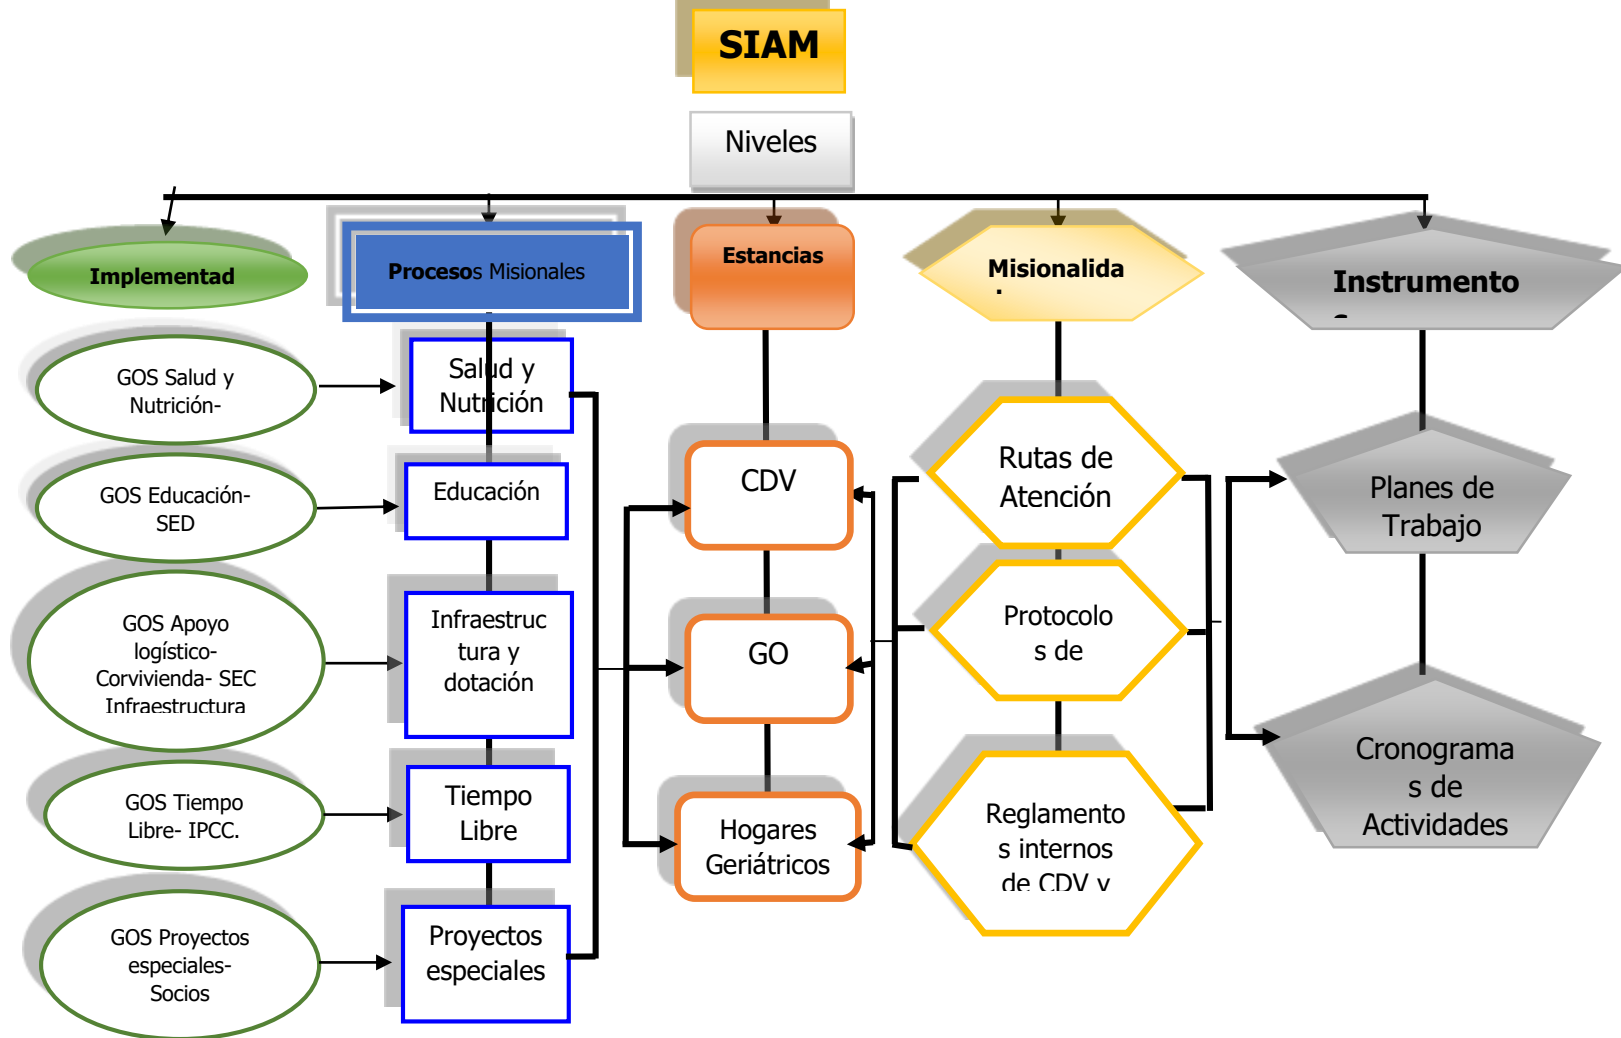 SIAM
Niveles
Implementad
Procesos Misionales
Estancias
Misionalida
Instrumento
GOS Salud y
Nutrición-
GOS Educación-
SED
GOS Apoyo
logístico-
Corvivienda- SEC
Infraestructura
GOS Tiempo
Libre- IPCC.
GOS Proyectos
especiales-
Socios
Salud y
Nutrición
Educación
Infraestruc
tura y
dotación
Tiempo
Libre
Proyectos
especiales
CDV
GO
Hogares
Geriátricos
Rutas de
Atención
Protocolo
s de
Reglamento
s internos
de CDV y
Planes de
Trabajo
Cronograma
s de
Actividades